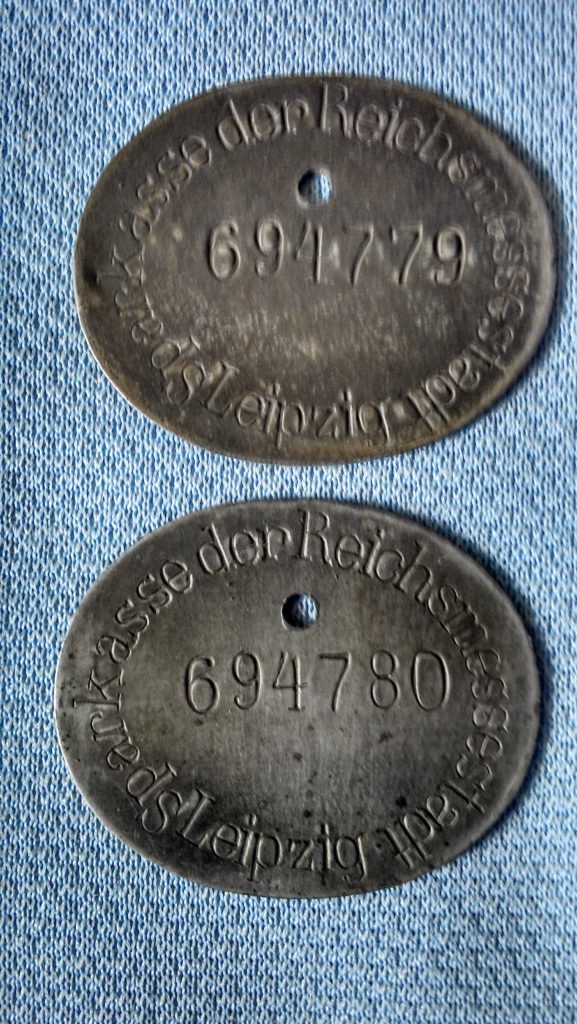 Sparkasse der Reichsmessestadt Leipzig
694779
Sparkasse der Reichsmessestadt Leipzig
694780